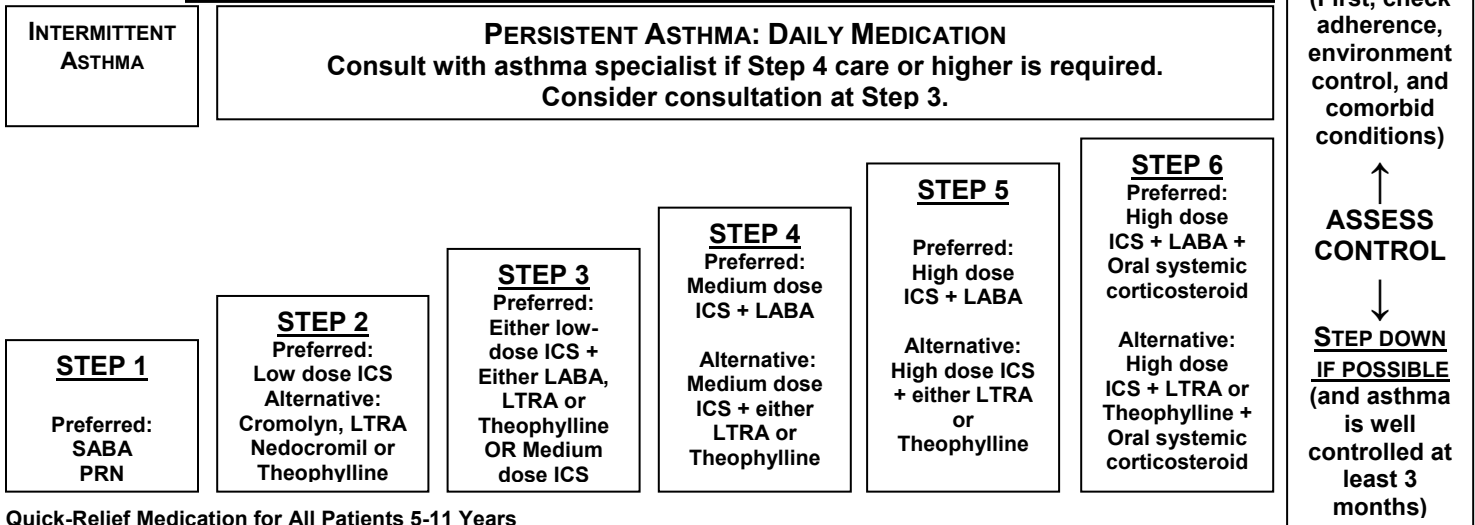 INTERMITTENT
ASTHMA
PERSISTENT ASTHMA: DAILY MEDICATION
Consult with asthma specialist if Step 4 care or higher is required.
Consider consultation at Step 3.
STEP 1
Preferred:
SABA
PRN
STEP 2
Preferred:
Low dose ICS
Alternative:
Cromolyn, LTRA
Nedocromil or
Theophylline
STEP 3
Preferred:
Either low-
dose ICS +
Either LABA,
LTRA or
Theophylline
OR Medium
dose ICS
STEP 4
Preferred:
Medium dose
ICS + LABA
Alternative:
Medium dose
ICS + either
LTRA or
Theophylline
STEP 5
Preferred:
High dose
ICS + LABA
Alternative:
High dose ICS
+ either LTRA
or
Theophylline
STEP 6
Preferred:
High dose
ICS + LABA +
Oral systemic
corticosteroid
Alternative:
High dose
ICS + LTRA or
Theophylline +
Oral systemic
corticosteroid
(First, check
adherence,
environment
control, and
comorbid
conditions)
↑
ASSESS
CONTROL
↓
STEP DOWN
IF POSSIBLE
(and asthma
is well
controlled at
least 3
months)
Quick-Relief Medication for All Patients 5-11 Years